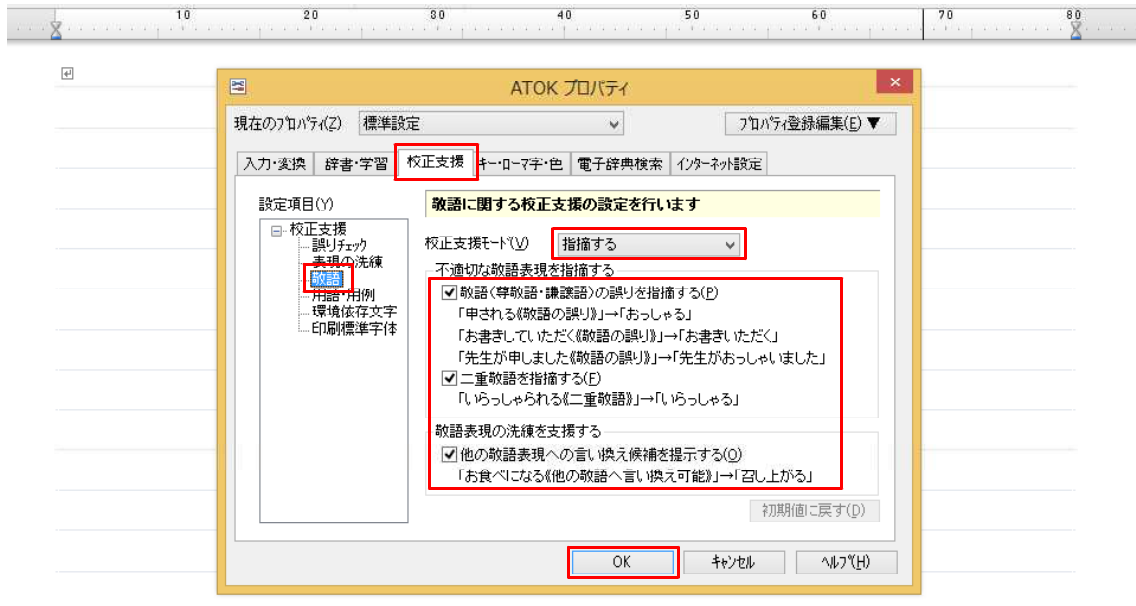 10 20 30 40 50 60 70 80
ATOK プロパティ
現在のプロパティ(Z) 標準設定 プロパティ登録編集(E)▼
入力・変換 辞書・学習 校正支援 キー・ローマ字・色 電子辞典検索 インターネット設定
設定項目(Y)
校正支援
誤りチェック
表現の洗練
敬語
用語・用例
環境依存文字
印刷標準字体
敬語に関する校正支援の設定を行います
校正支援モード(V) 指摘する
不適切な敬語表現を指摘する
敬語(尊敬語・謙譲語)の誤りを指摘する(P)
「申される《敬語の誤り》」→「おっしゃる」
「お書きしていただく《敬語の誤り》」→「お書きいただく」
「先生が申しました《敬語の誤り》」→「先生がおっしゃいました」
二重敬語を指摘する(F)
「いらっしゃられる《二重敬語》」→「いらっしゃる」
敬語表現の洗練を支援する
他の敬語表現への言い換え候補を提示する(O)
「お食べになる《他の敬語へ言い換え可能》」→「召し上がる」
初期値に戻す(D)
OK キャンセル ヘルプ(H)